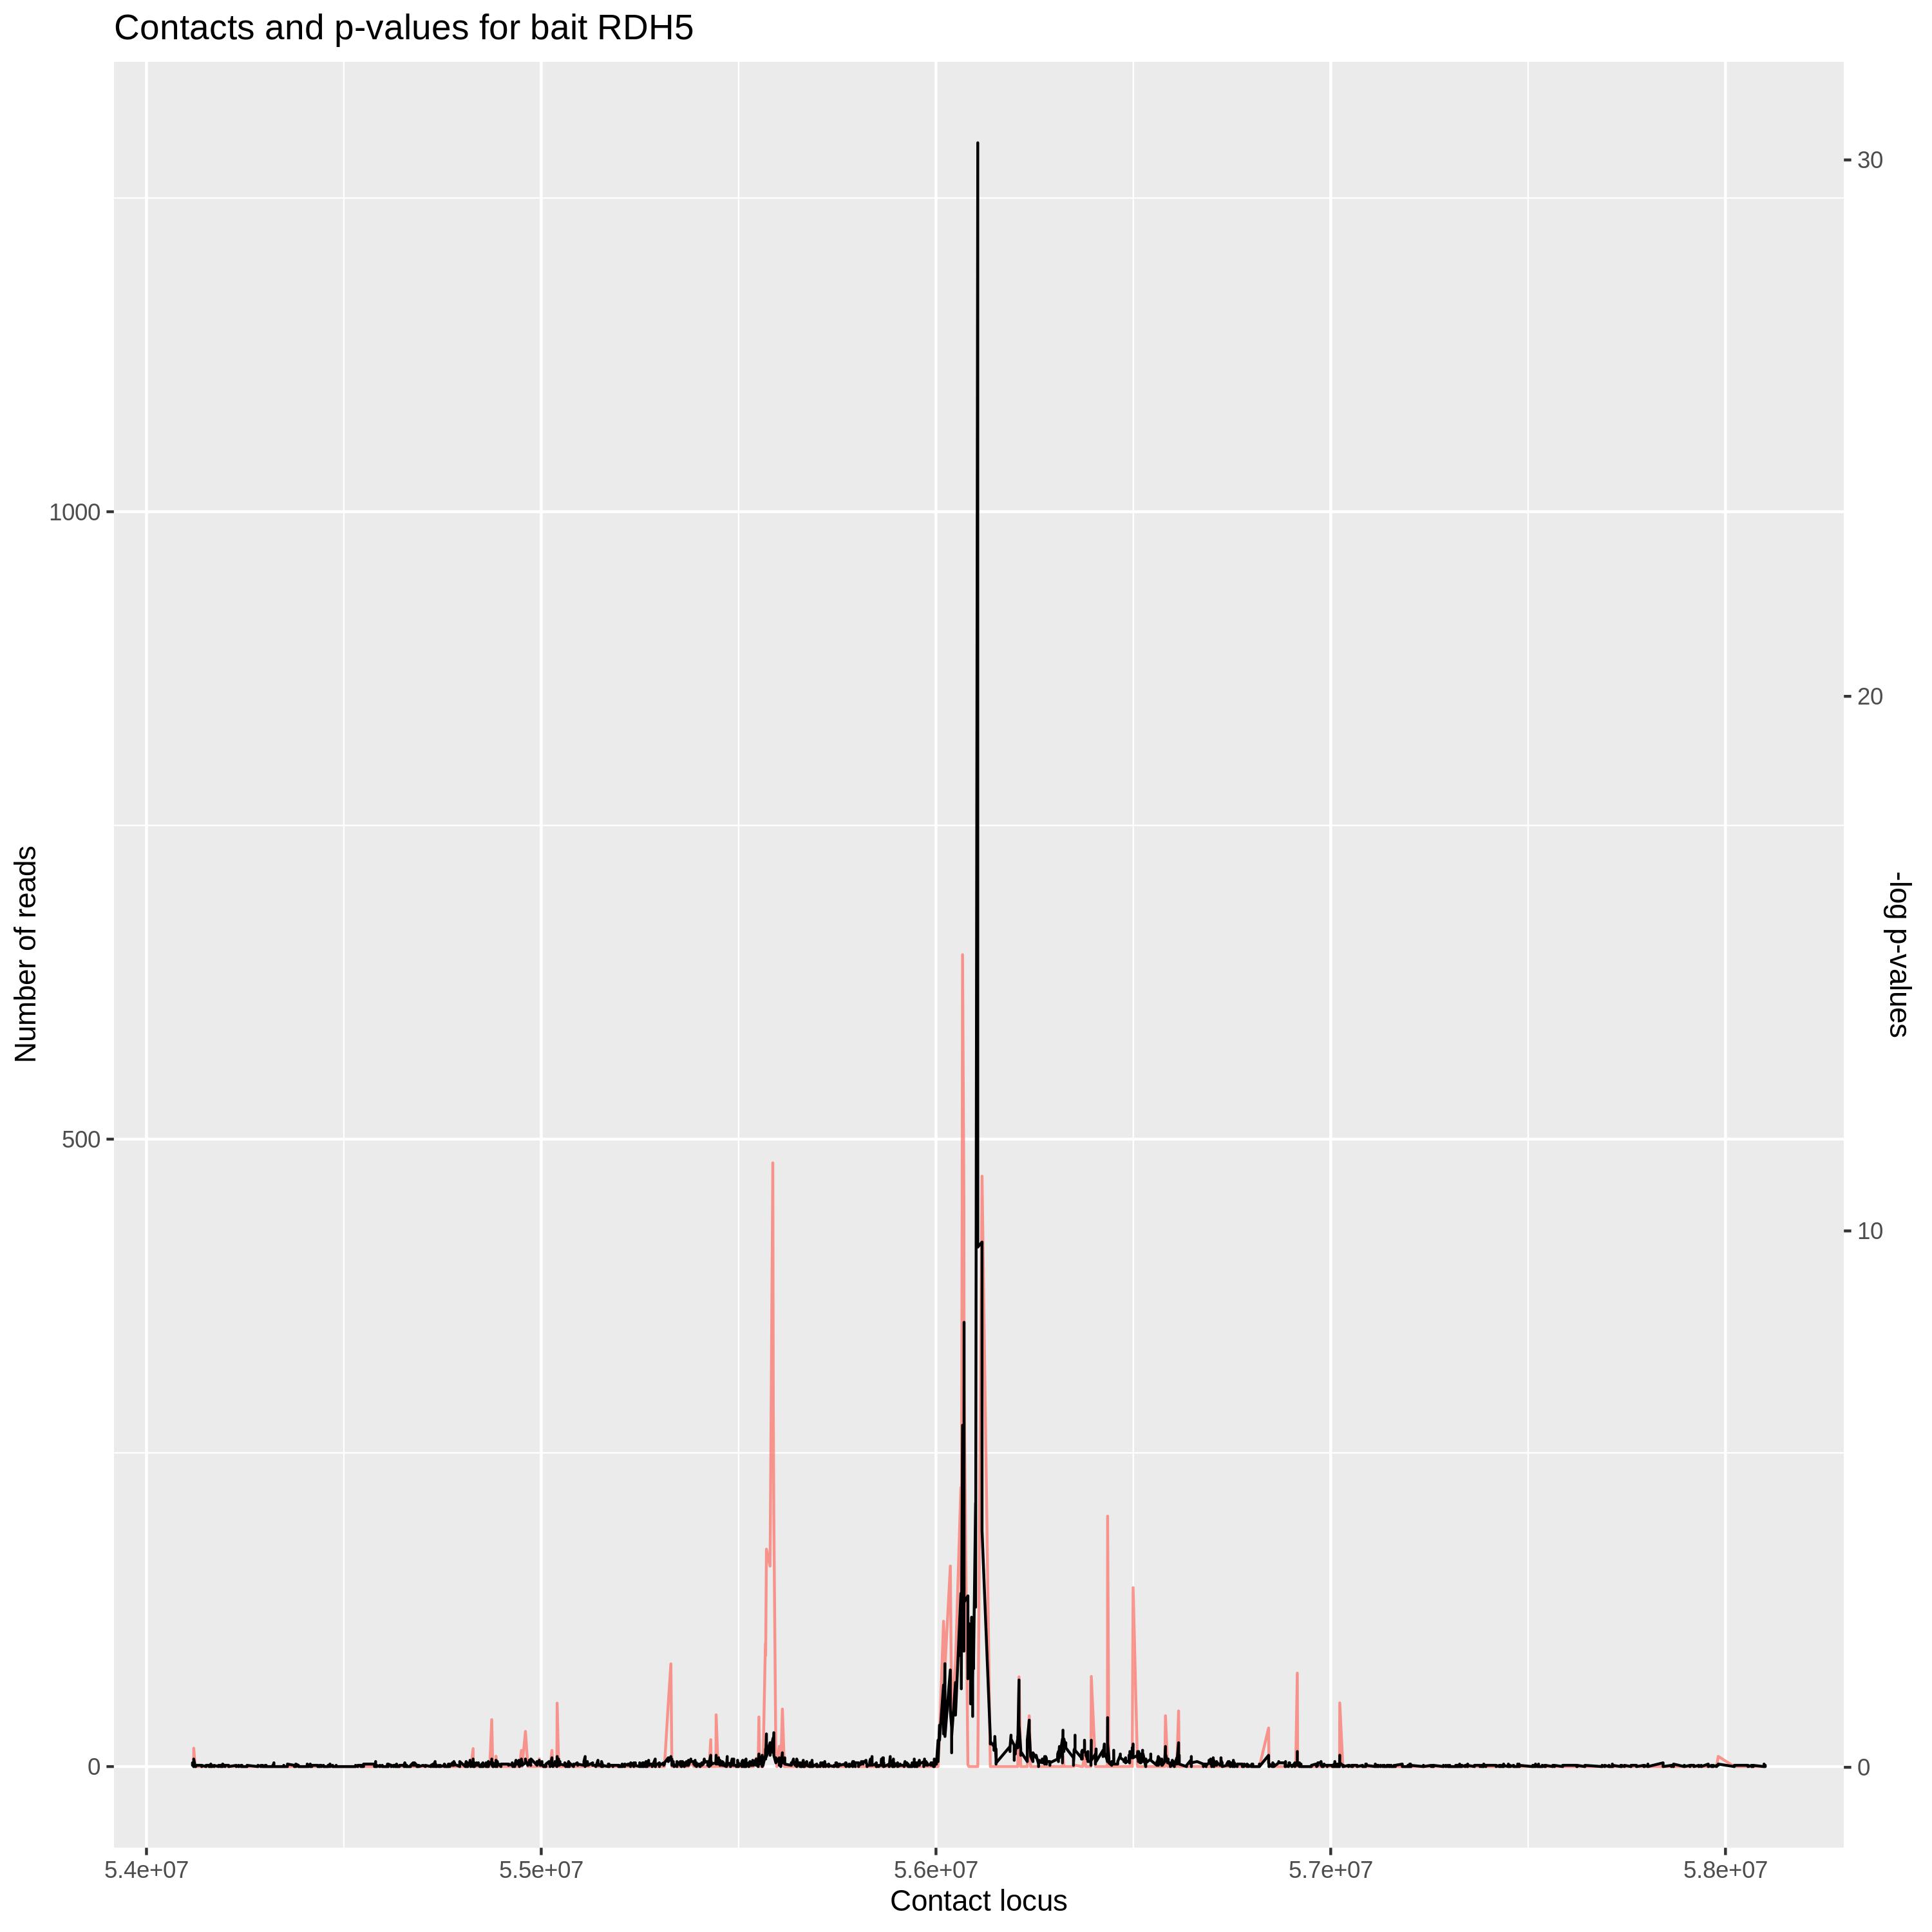 Contacts and p-values for bait RDH5
Number of reads
1000
500
0
30
20
10
0
-log p-values
5.4e+07
5.5e+07
5.6e+07
5.7e+07
5.8e+07
Contact locus